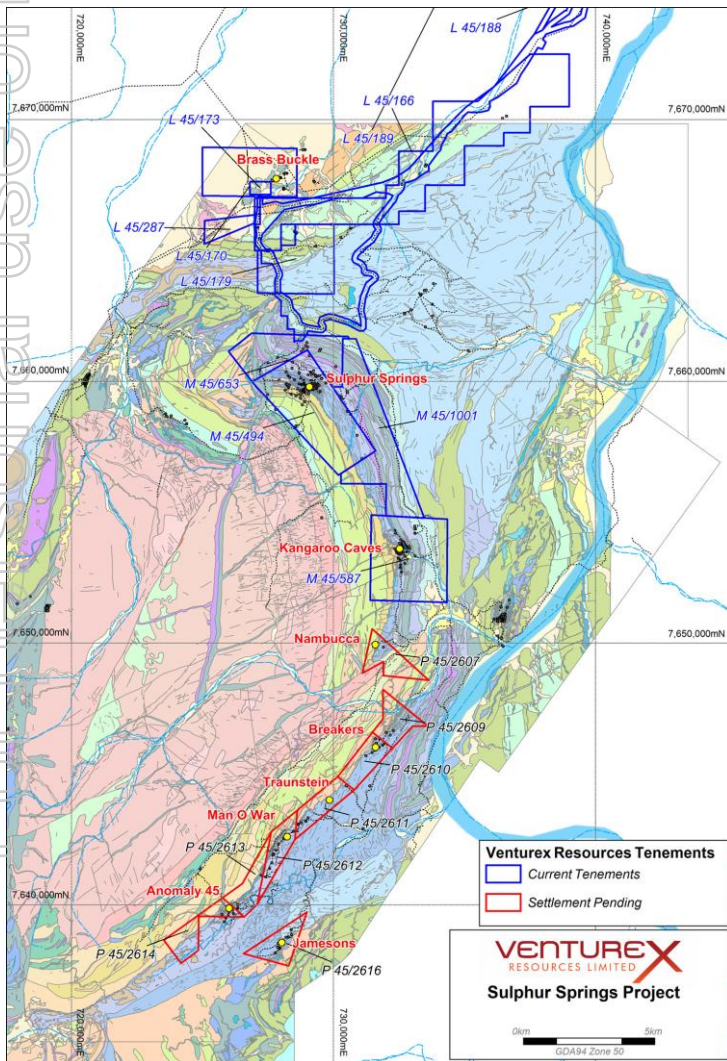 720,000mE
730,000mE
740,000mE
L 45/188
7,670,000mN
7,670,000mN
L 45/166
L 45/173
L 45/189
Brass Buckle
L 45/287
L 45/170
L 45/179
7,660,000mN
7,660,000mN
M 45/653
Sulphur Springs
M 45/1001
M 45/494
Kangaroo Caves
M 45/587
7,650,000mN
7,650,000mN
Nambucca
P 45/2607
P 45/2609
Breakers
P 45/2610
Traunstein
Man O War
P 45/2611
P 45/2613
P 45/2612
Anomaly 45
7,640,000mN
P 45/2614
Jamesons
P 45/2616
720,000mE
730,000mE
Venturex Resources Tenements
Current Tenements
Settlement Pending
VENTUREX
RESOURCES LIMITED
Sulphur Springs Project
0km 5km
GDA94 Zone 50